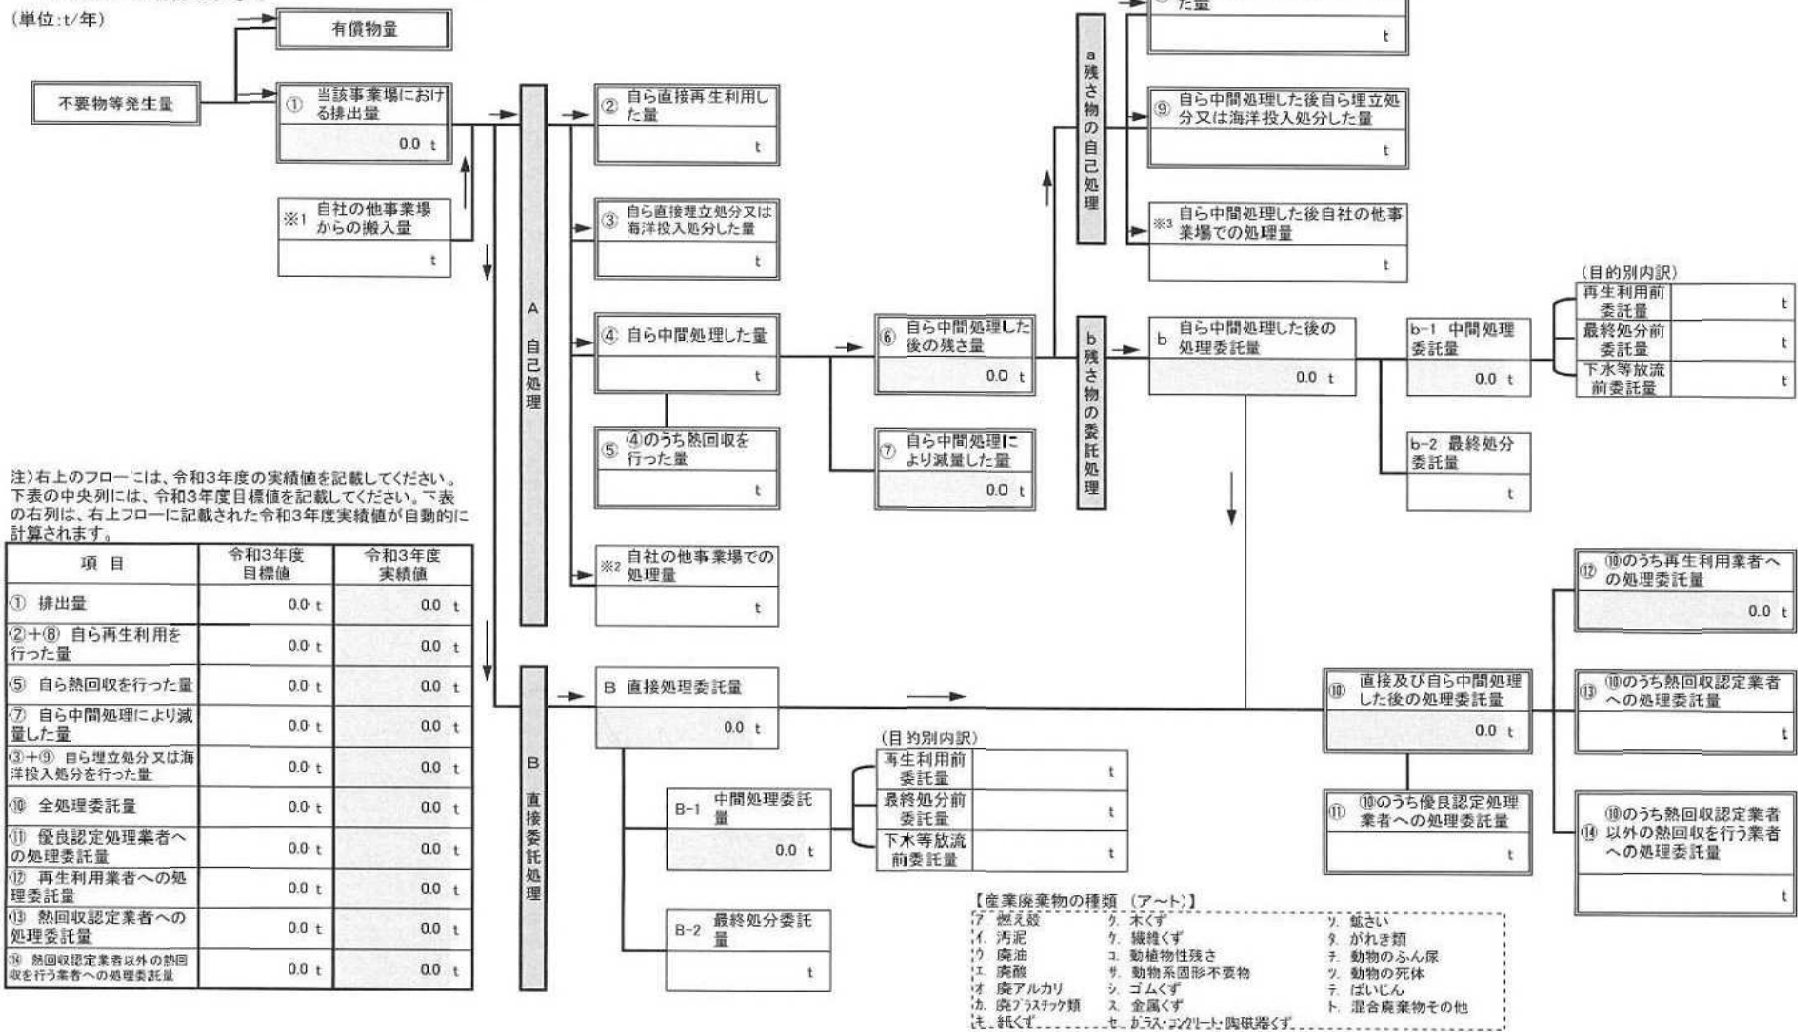 (単位:t/年)
有償物量
不要物等発生量
① 当該事業場におけ
る排出量
0.0 t
※1 自社の他事業場
からの搬入量
t
A 自己処理
② 自ら直接再生利用し
た量
t
③ 自ら直接埋立処分又は
海洋投入処分した量
t
④ 自ら中間処理した量
t
⑤ ④のうち熱回収を
行った量
t
※2 自社の他事業場での
処理量
t
⑥ 自ら中間処理した
後の残さ量
0.0 t
⑦ 自ら中間処理に
より減量した量
0.0 t
a 残さ物の自己処理
た量
t
⑨ 自ら中間処理した後自ら埋立処
分又は海洋投入処分した量
t
※3 自ら中間処理した後自社の他事
業場での処理量
t
b 残さ物の委託処理
b 自ら中間処理した後の
処理委託量
0.0 t
b-1 中間処理
委託量
0.0 t
b-2 最終処分
委託量
t
(目的別内訳)
再生利用前
委託量 t
最終処分前
委託量 t
下水等放流
前委託量 t
注)右上のフローには、令和3年度の実績値を記載してください。
下表の中央列には、令和3年度目標値を記載してください。下表
の右列は、右上フローに記載された令和3年度実績値が自動的に
計算されます。
項 目 令和3年度 目標値 令和3年度 実績値
① 排出量 0.0 t 0.0 t
②+⑧ 自ら再生利用を
行った量 0.0 t 0.0 t
⑤ 自ら熱回収を行った量 0.0 t 0.0 t
⑦ 自ら中間処理により減
量した量 0.0 t 0.0 t
③+⑨ 自ら埋立処分又は海
洋投入処分を行った量 0.0 t 0.0 t
⑩ 全処理委託量 0.0 t 0.0 t
⑪ 優良認定処理業者へ
の処理委託量 0.0 t 0.0 t
⑫ 再生利用業者への処
理委託量 0.0 t 0.0 t
⑬ 熱回収認定業者への
処理委託量 0.0 t 0.0 t
⑭ 熱回収認定業者以外の熱回
収を行う業者への処理委託量 0.0 t 0.0 t
B 直接委託処理
B 直接処理委託量
0.0 t
B-1 中間処理委託
量
0.0 t
B-2 最終処分委託
量
t
(目的別内訳)
再生利用前
委託量 t
最終処分前
委託量 t
下水等放流
前委託量 t
⑩ 直接及び自ら中間処理
した後の処理委託量
0.0 t
⑪ ⑩のうち優良認定処理
業者への処理委託量
t
⑫ ⑩のうち再生利用業者へ
の処理委託量
0.0 t
⑬ ⑩のうち熱回収認定業者
への処理委託量
t
⑭ ⑩のうち熱回収認定業者
以外の熱回収を行う業者
への処理委託量
t
【産業廃棄物の種類 (ア~ト)】
ア 燃え殻 ク. 木くず ソ. 鉱さい
イ. 汚泥 ケ. 繊維くず タ. がれき類
ウ 廃油 コ. 動植物性残さ チ. 動物のふん尿
エ 廃酸 サ. 動物系固形不要物 ツ. 動物の死体
オ 廃アルカリ シ. ゴムくず テ. ばいじん
カ. 廃プラスチック類 ス. 金属くず ト. 混合廃棄物その他
キ. 紙くず セ. ガラス・コンクリート・陶磁器くず